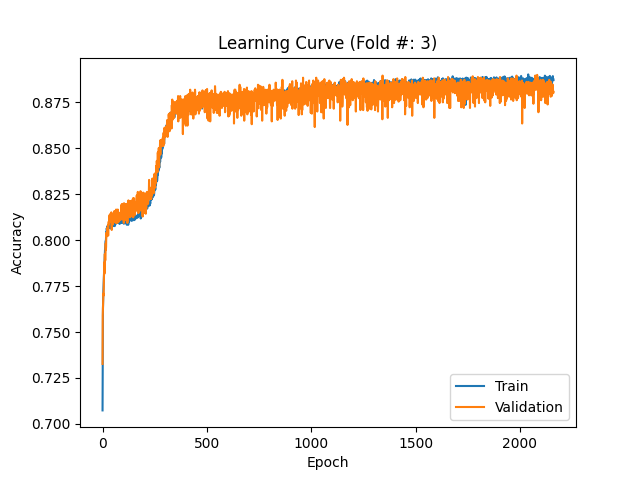 Learning Curve (Fold #: 3)
0.875
0.850
0.825
0.800
0.775
0.750
0.725
0.700
Accuracy
0 500 1000 1500 2000
Epoch
Train
Validation